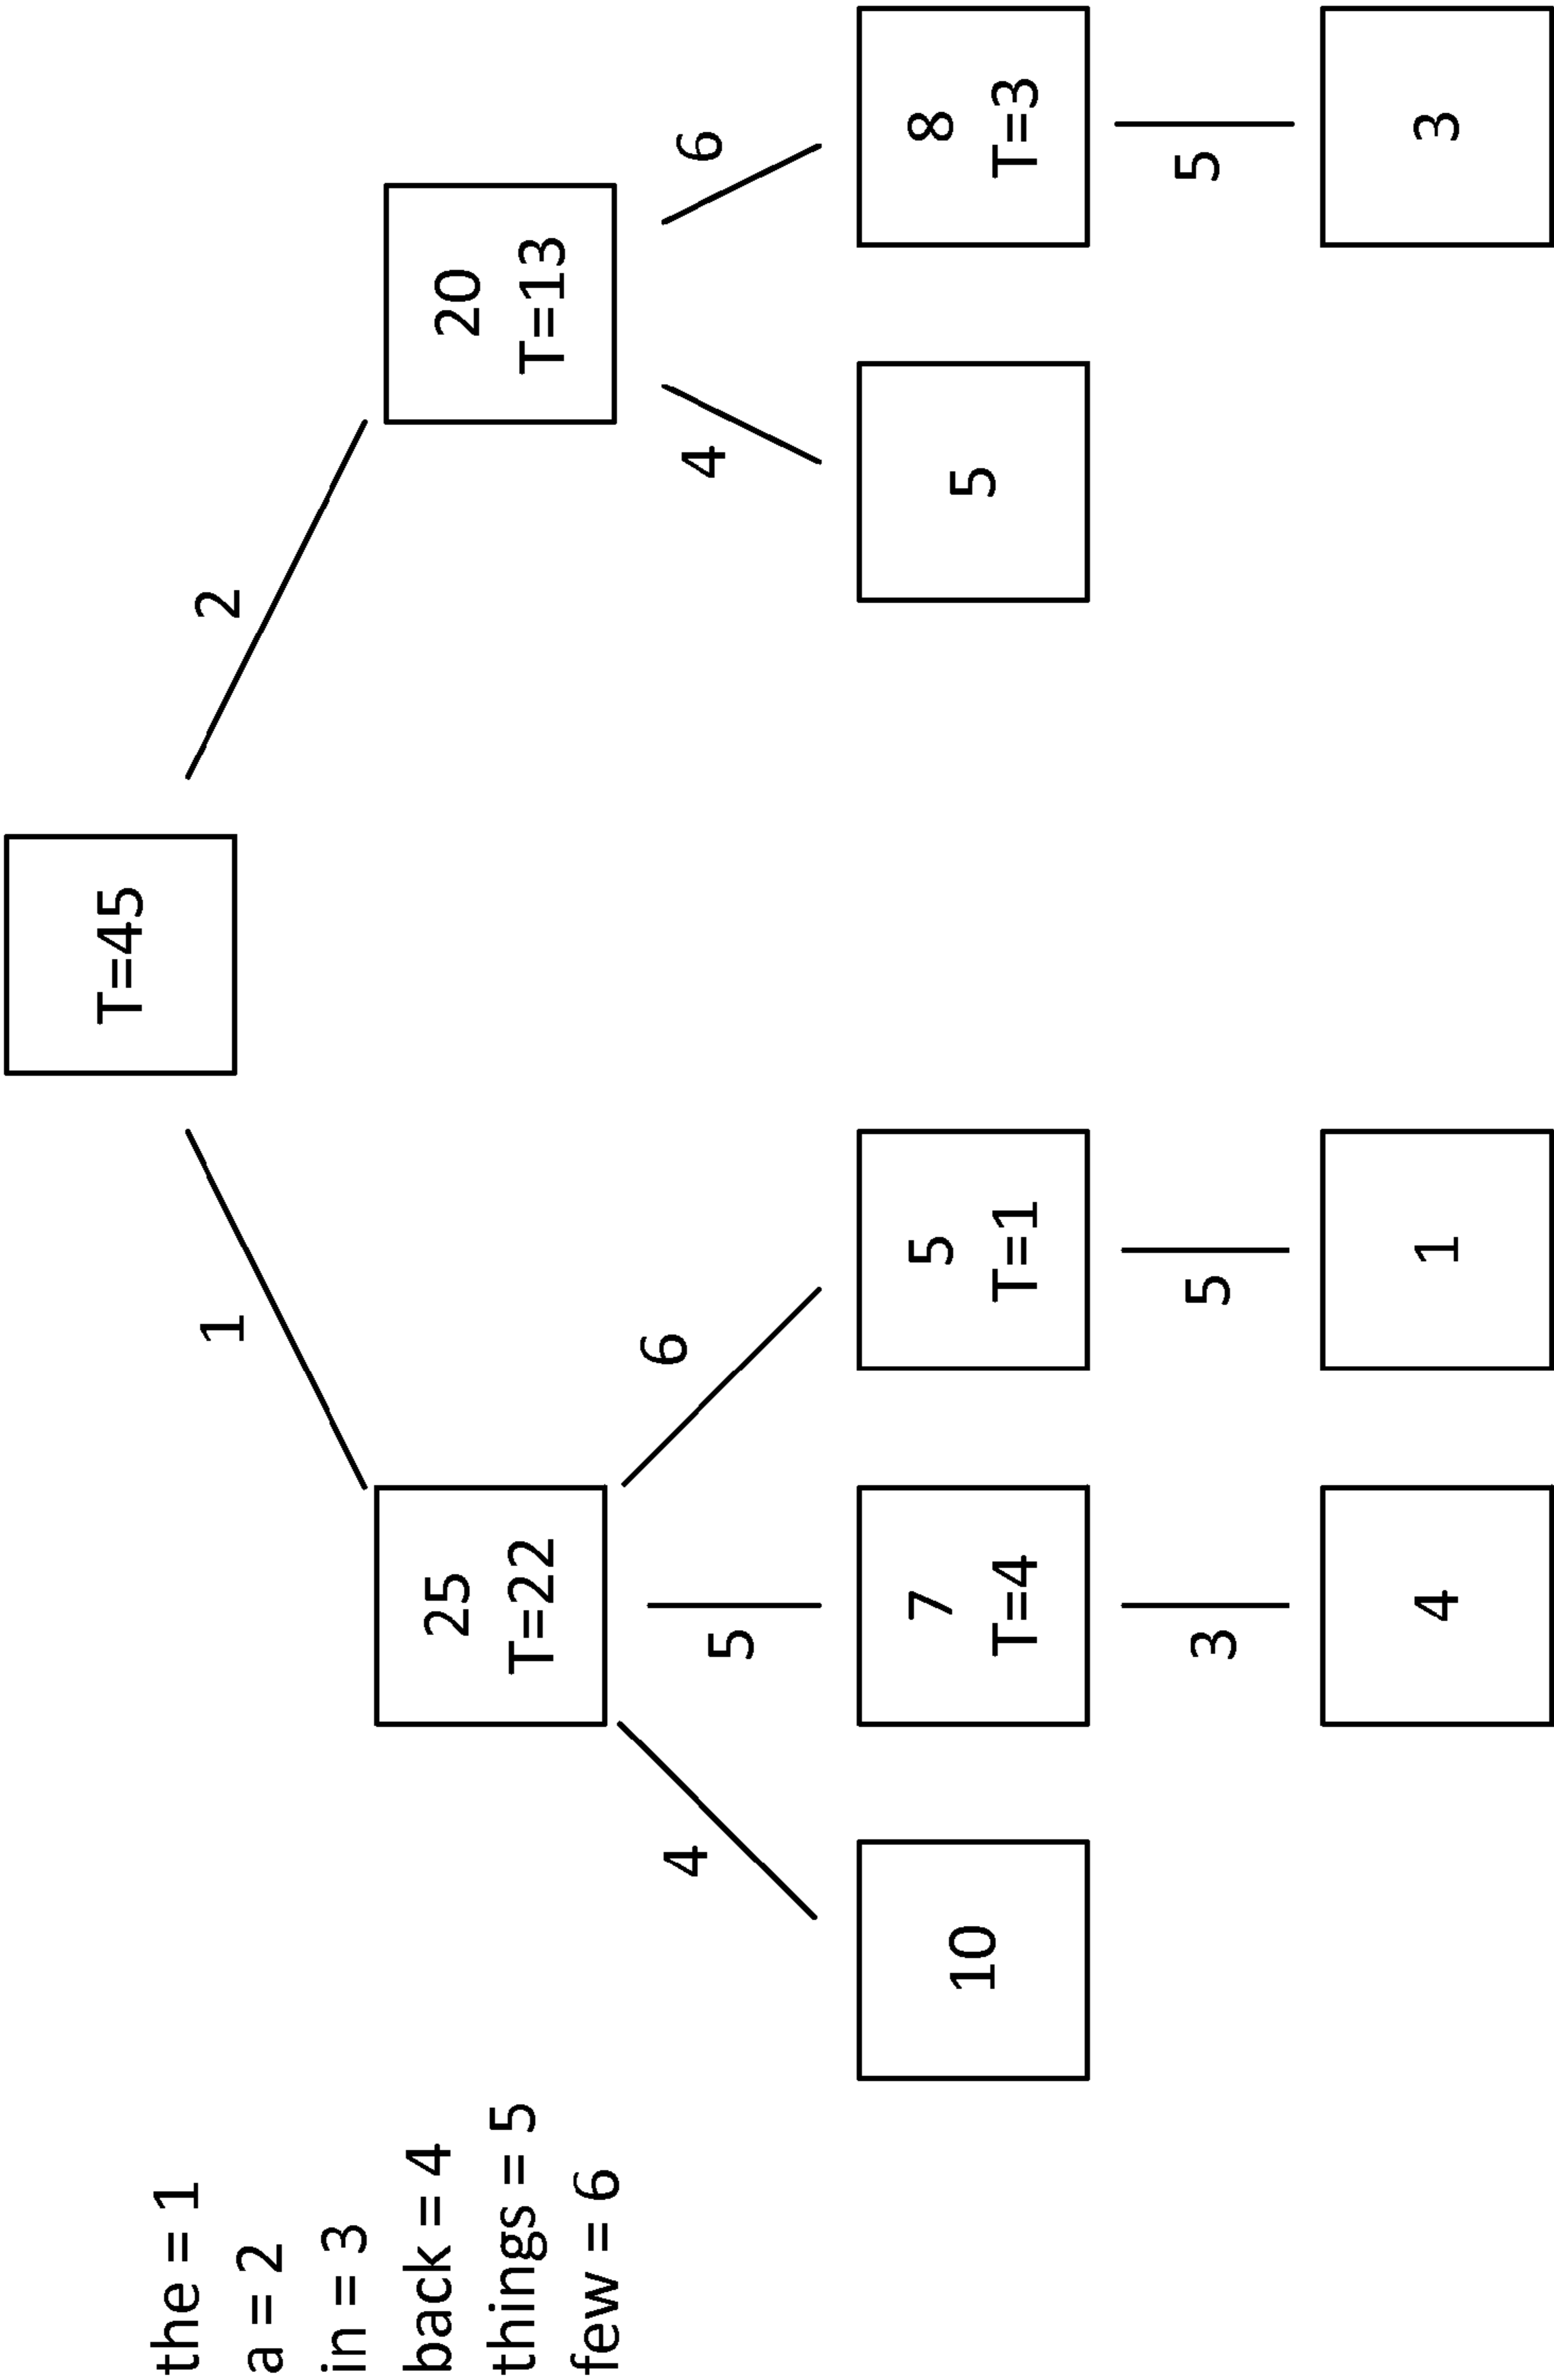 the = 1
a = 2
in = 3
back = 4
things = 5
few = 6
T=45
1
2
25
T=22
20
T=13
4
5
6
4
6
10
7
T=4
5
T=1
5
8
T=3
3
5
5
4
1
3